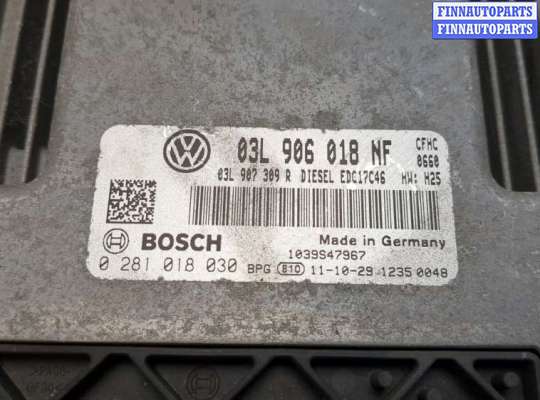 FINNAUTOPARTS
FINNAUTOPARTS
03L 906 018 NF CFHC
0660
03L 907 309 R DIESEL EDC17C46 HW: H25
BOSCH Made in Germany
1039S47967
0 281 018 030 BPG E10 11-10-29 1235 0048